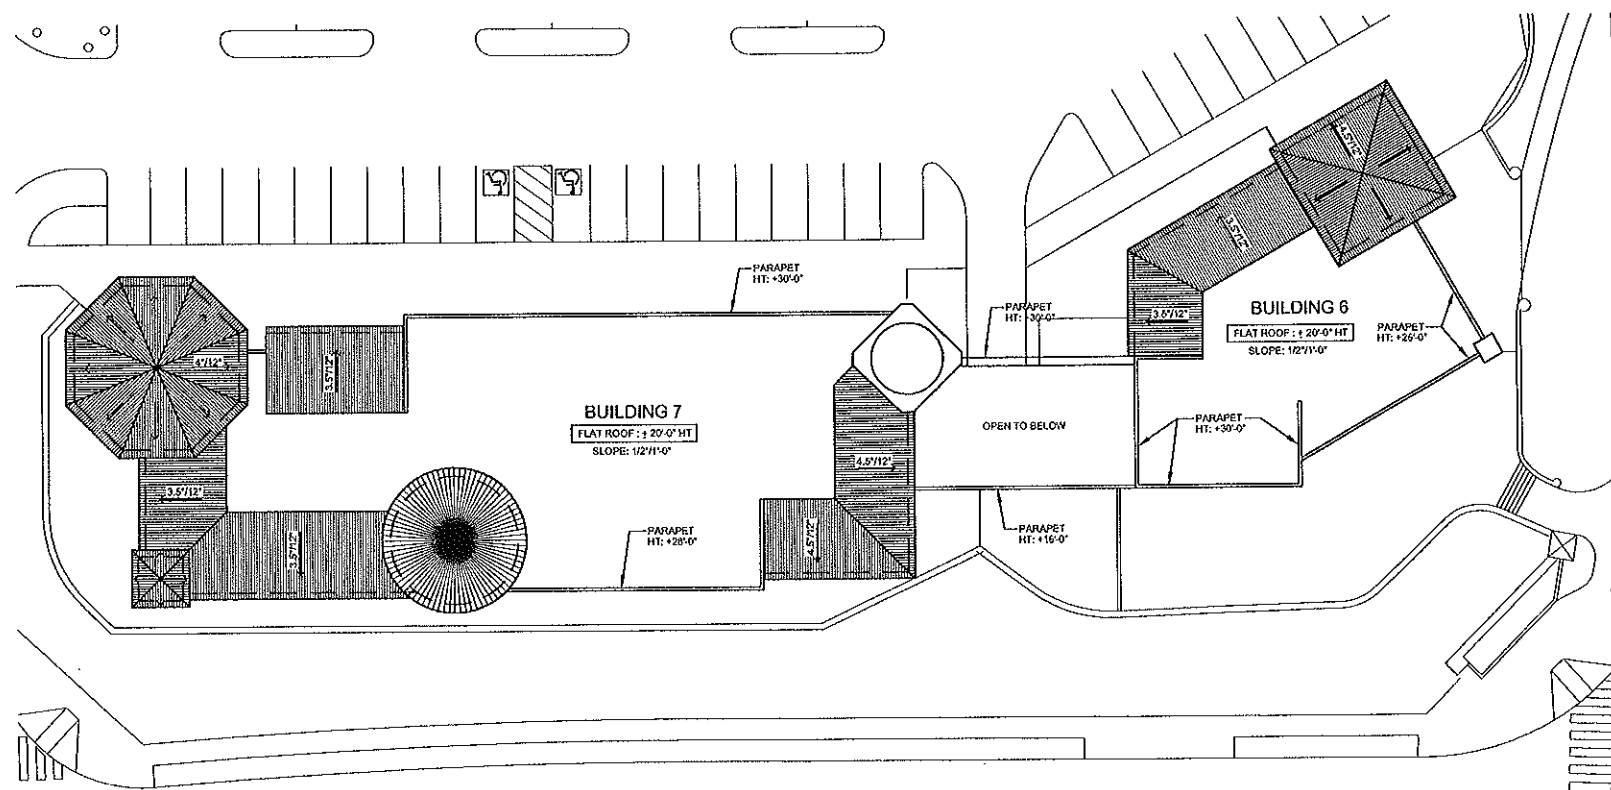 PARAPET
HT: +30'-0"
4"/12"
3.5"/12"
BUILDING 7
FLAT ROOF : ± 20'-0" HT
SLOPE: 1/2"/1'-0"
3.5"/12"
3.5"/12"
PARAPET
HT: +28'-0"
4.5"/12"
4.5"/12"
PARAPET
HT: +30'-0"
OPEN TO BELOW
PARAPET
HT: +16'-0"
4.5"/12"
3.5"/12"
3.5"/12"
BUILDING 6
FLAT ROOF : ± 20'-0" HT
SLOPE: 1/2"/1'-0"
PARAPET
HT: +26'-0"
PARAPET
HT: +30'-0"